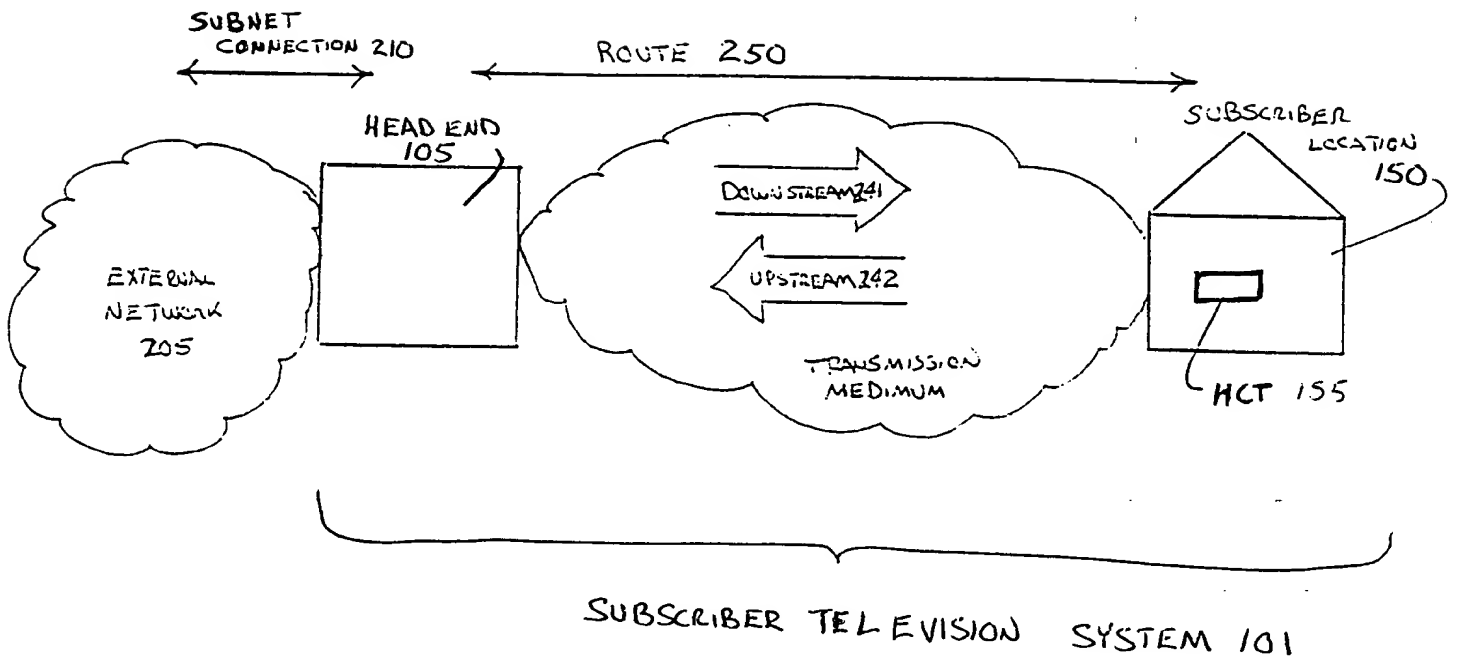 SUBNET
CONNECTION 210
ROUTE 250
HEAD END
105
SUBSCRIBER
LOCATION
150
DOWNSTREAM 241
UPSTREAM 242
EXTERNAL
NETWORK
205
TRANSMISSION
MEDIMUM
HCT 155
SUBSCRIBER TELEVISION SYSTEM 101